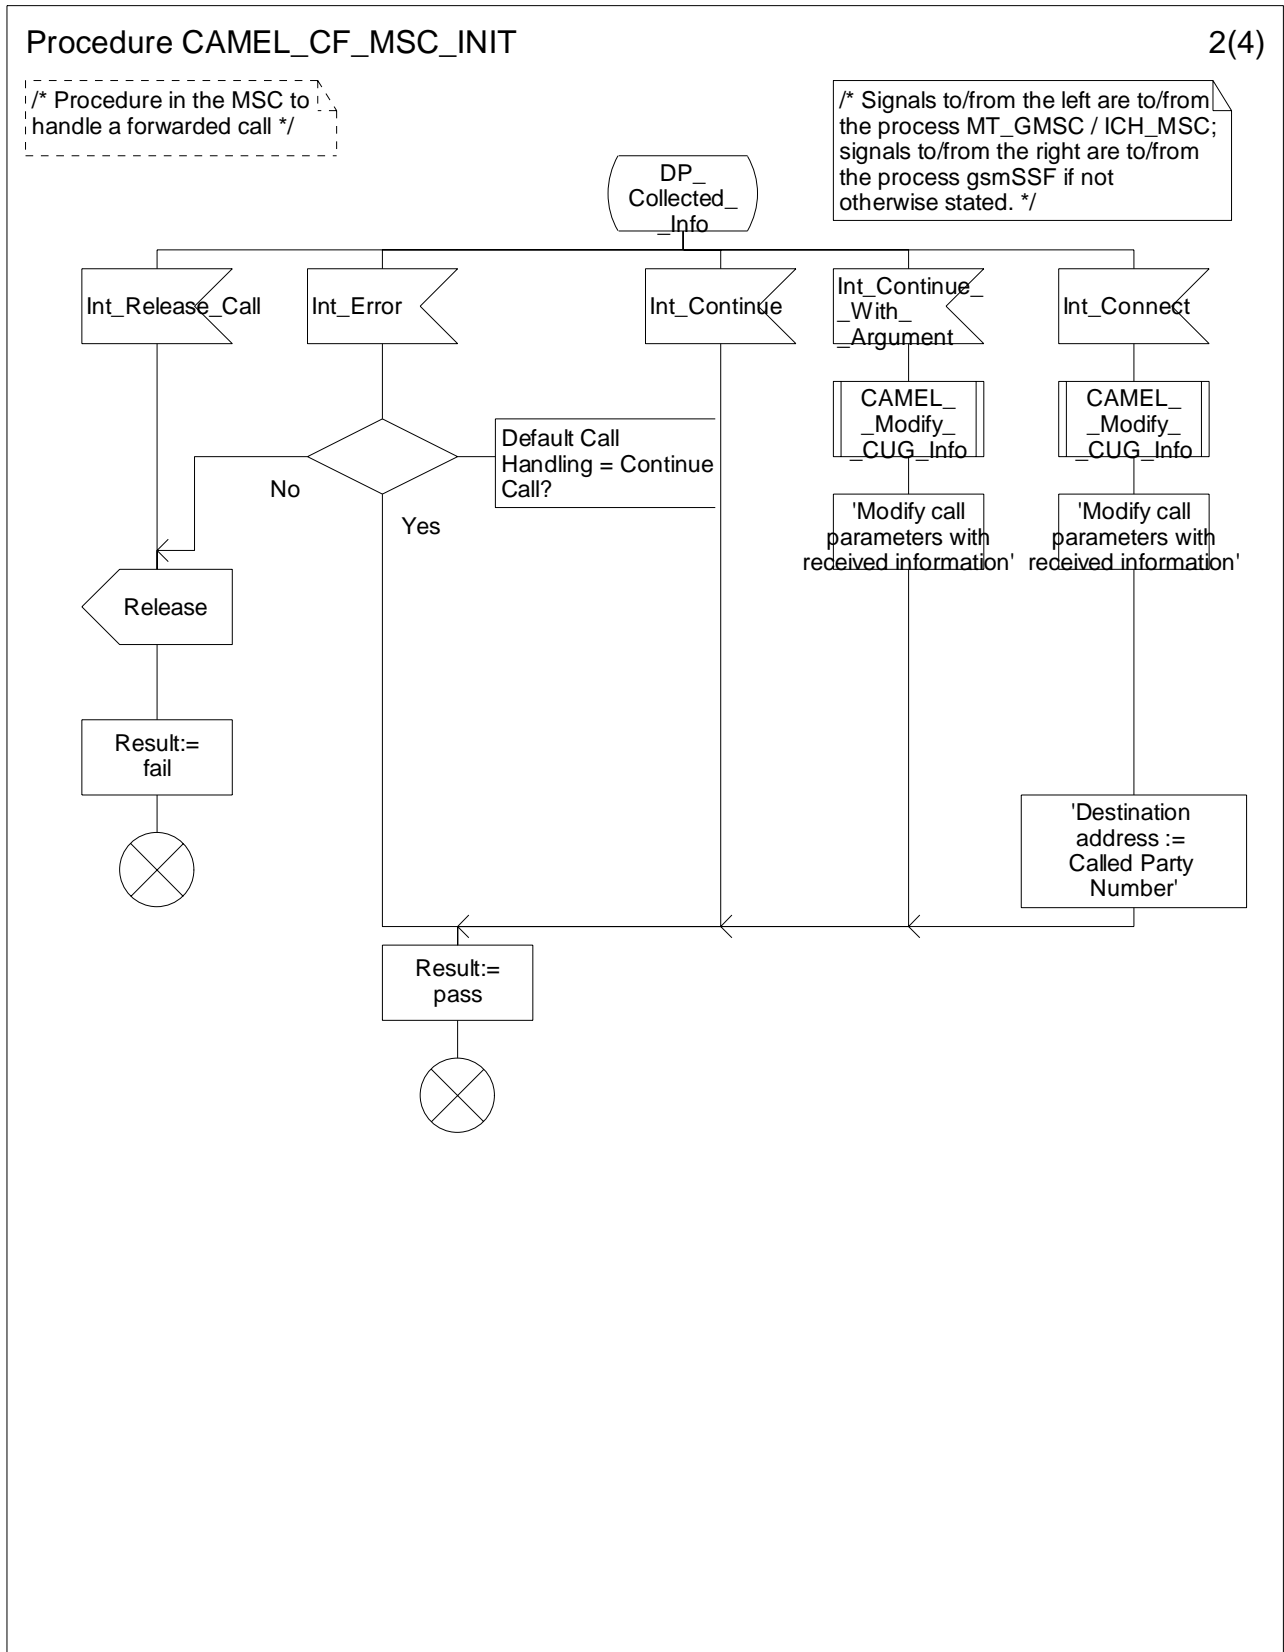 Procedure CAMEL_CF_MSC_INIT
2(4)
/* Procedure in the MSC to
handle a forwarded call */
/* Signals to/from the left are to/from
the process MT_GMSC / ICH_MSC;
signals to/from the right are to/from
the process gsmSSF if not
otherwise stated. */
DP_
Collected_
_Info
Int_Release_Call
Int_Error
Int_Continue
Int_Continue_
_With_
_Argument
Int_Connect
CAMEL_
_Modify_
_CUG_Info
CAMEL_
_Modify_
_CUG_Info
Default Call
Handling = Continue
Call?
No
Yes
'Modify call
parameters with
received information'
'Modify call
parameters with
received information'
Release
Result:=
fail
'Destination
address :=
Called Party
Number'
Result:=
pass